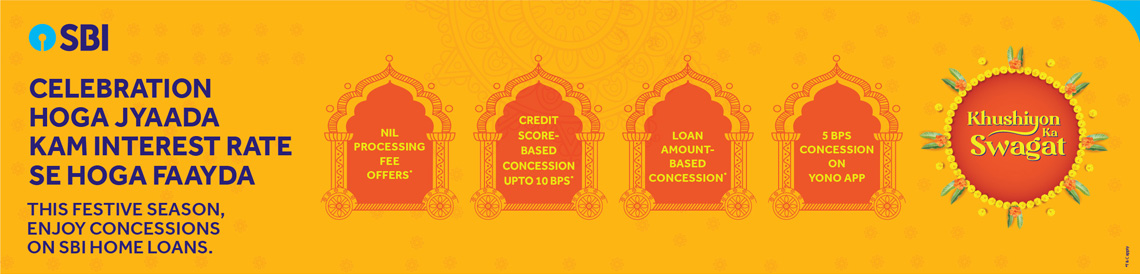 SBI
CELEBRATION
HOGA JYAADA
KAM INTEREST RATE
SE HOGA FAAYDA
THIS FESTIVE SEASON,
ENJOY CONCESSIONS
ON SBI HOME LOANS.
NIL
PROCESSING
FEE
OFFERS*
CREDIT
SCORE-
BASED
CONCESSION
UPTO 10 BPS*
LOAN
AMOUNT-
BASED
CONCESSION*
5 BPS
CONCESSION
ON
YONO APP
Khushiyon
Ka
Swagat
*T&C Apply